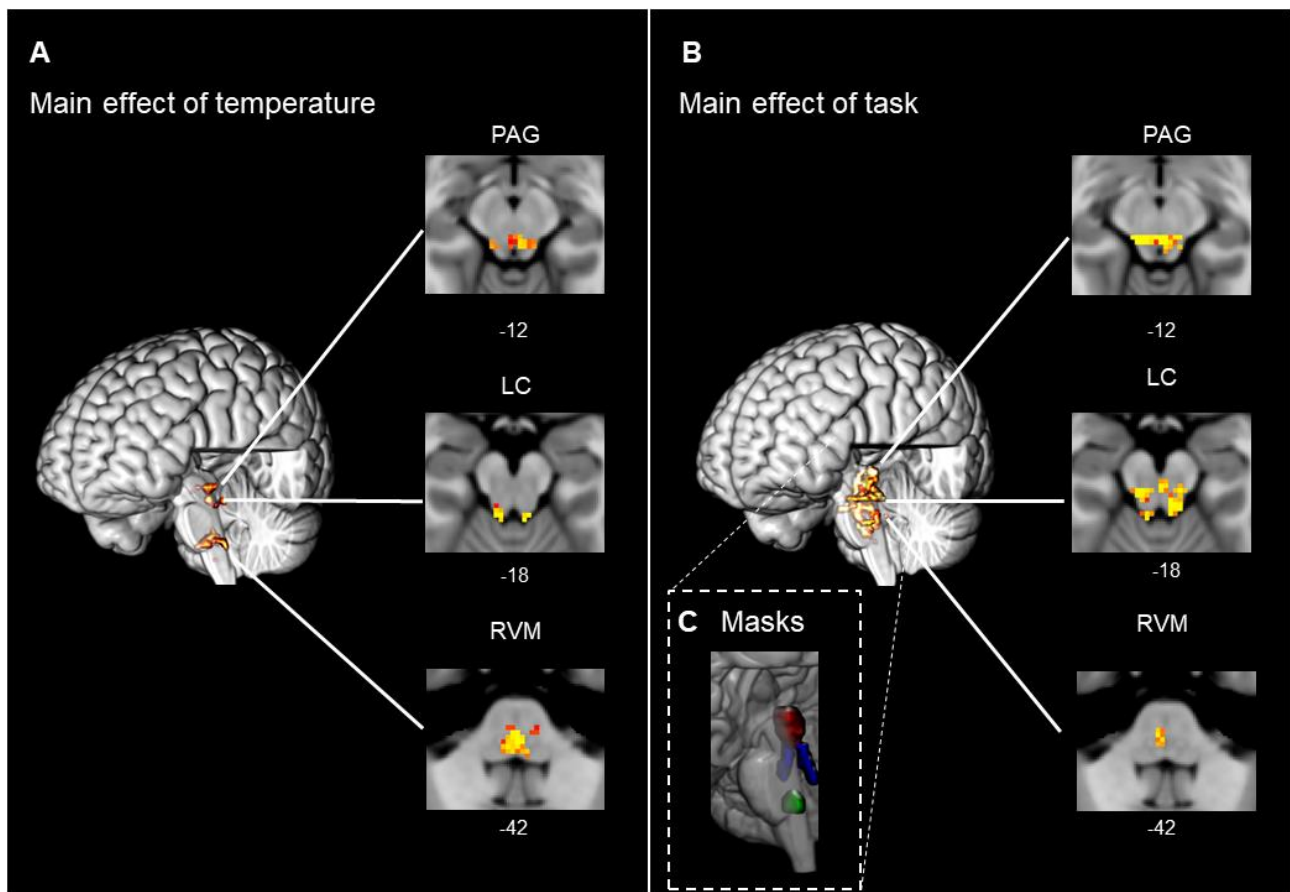 A
Main effect of temperature
PAG
-12
LC
-18
RVM
-42
B
Main effect of task
PAG
-12
LC
-18
RVM
-42
C Masks